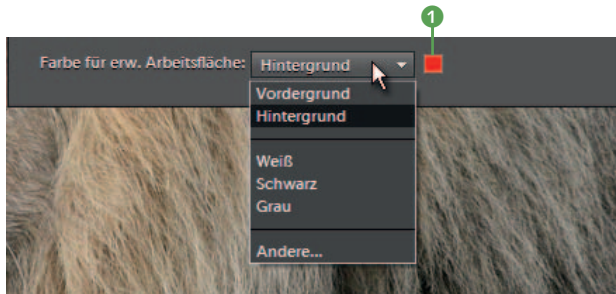 1
Farbe für erw. Arbeitsfläche: Hintergrund
Vordergrund
Hintergrund
Weiß
Schwarz
Grau
Andere...